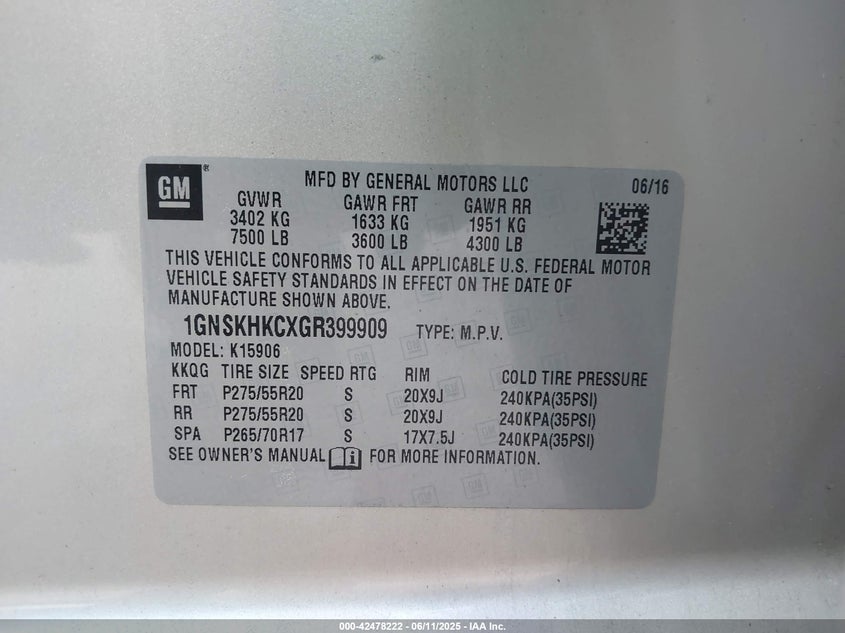 GM ® MFD BY GENERAL MOTORS LLC 06/16
GVWR GAWR FRT GAWR RR
3402 KG 1633 KG 1951 KG
7500 LB 3600 LB 4300 LB
THIS VEHICLE CONFORMS TO ALL APPLICABLE U.S. FEDERAL MOTOR
VEHICLE SAFETY STANDARDS IN EFFECT ON THE DATE OF
MANUFACTURE SHOWN ABOVE.
1GNSKHKCXGR399909 TYPE: M.P.V.
MODEL: K15906
KKQG TIRE SIZE SPEED RTG RIM COLD TIRE PRESSURE
FRT P275/55R20 S 20X9J 240KPA(35PSI)
RR P275/55R20 S 20X9J 240KPA(35PSI)
SPA P265/70R17 S 17X7.5J 240KPA(35PSI)
SEE OWNER'S MANUAL FOR MORE INFORMATION.
000-42478222 - 06/11/2025 - IAA Inc.